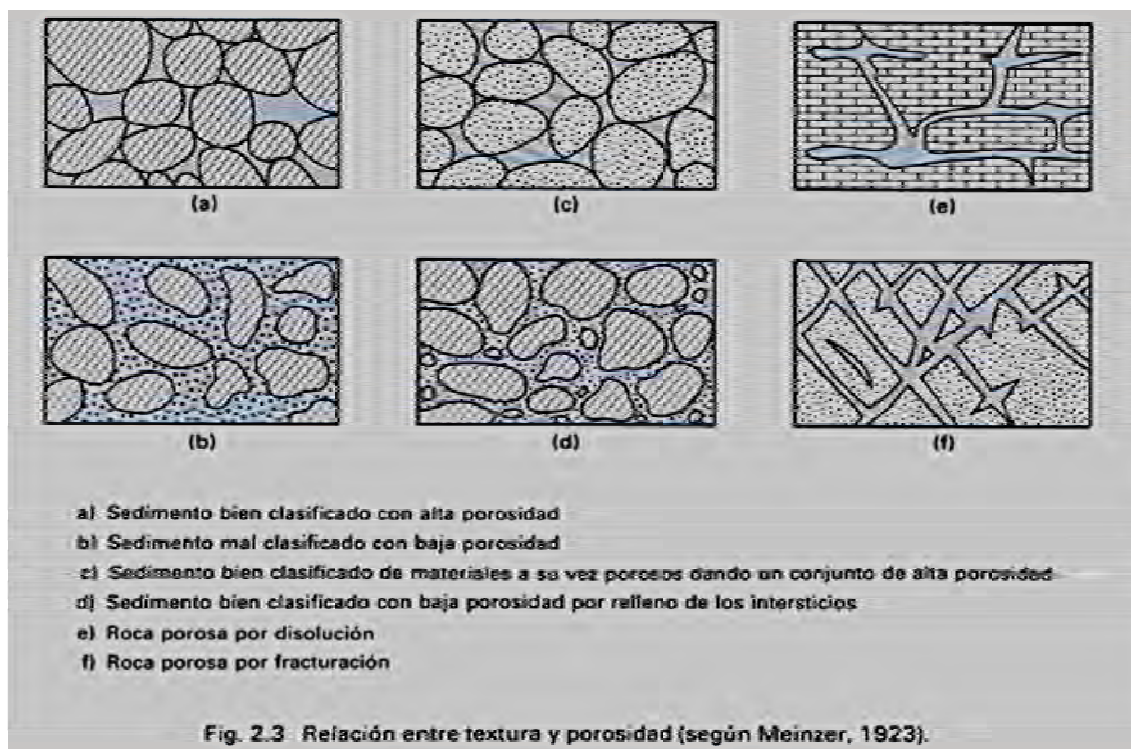 (a)
(c)
(e)
(b)
(d)
(f)
a) Sedimento bien clasificado con alta porosidad
b) Sedimento mal clasificado con baja porosidad
c) Sedimento bien clasificado de materiales a su vez porosos dando un conjunto de alta porosidad
d) Sedimento bien clasificado con baja porosidad por relleno de los intersticios
e) Roca porosa por disolución
f) Roca porosa por fracturación
Fig. 2.3 Relación entre textura y porosidad (según Meinzer, 1923).